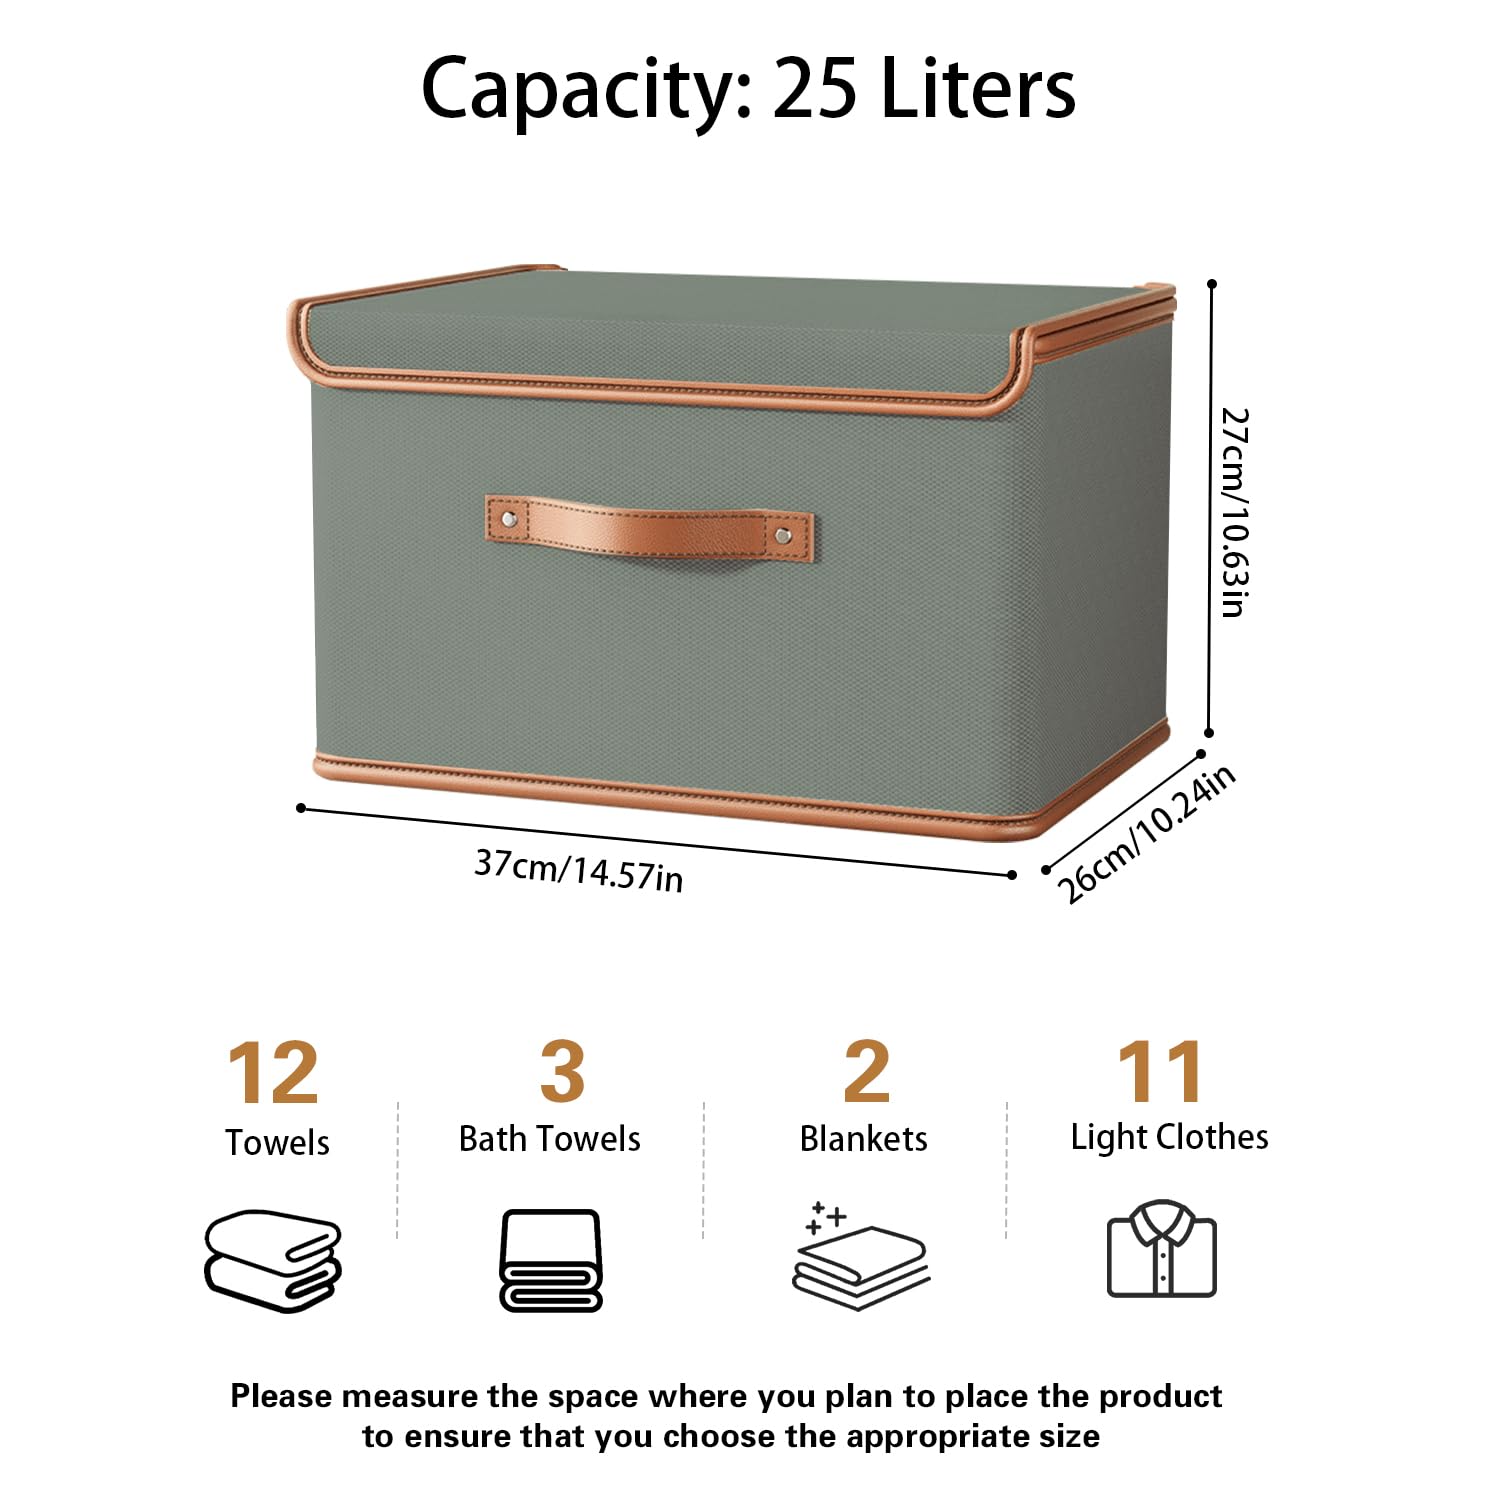 Capacity: 25 Liters
27cm/10.63in
37cm/14.57in
26cm/10.24in
12
Towels
3
Bath Towels
2
Blankets
11
Light Clothes
Please measure the space where you plan to place the product
to ensure that you choose the appropriate size